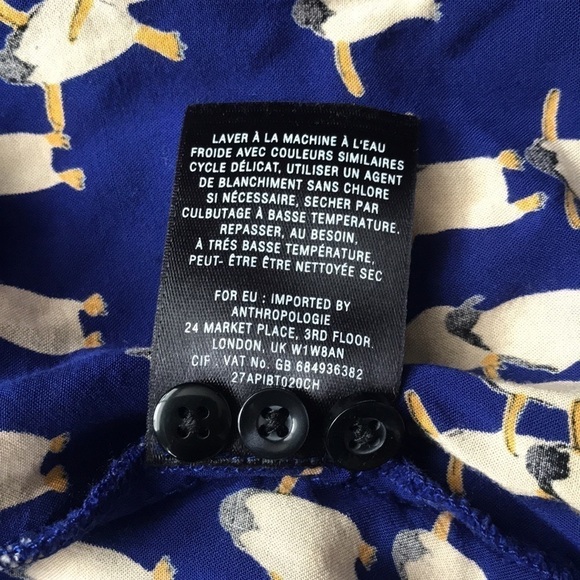 LAVER À LA MACHINE À L'EAU
FROIDE AVEC COULEURS SIMILAIRES
CYCLE DÉLICAT, UTILISER UN AGENT
DE BLANCHIMENT SANS CHLORE
SI NÉCESSAIRE, SECHER PAR
CULBUTAGE À BASSE TEMPERATURE.
REPASSER, AU BESOIN,
À TRÉS BASSE TEMPÉRATURE,
PEUT- ÊTRE ÊTRE NETTOYÉE SEC
FOR EU : IMPORTED BY
ANTHROPOLOGIE
24 MARKET PLACE, 3RD FLOOR.
LONDON, UK W1W8AN
CIF . VAT No. GB 684936382
27APIBT020CH